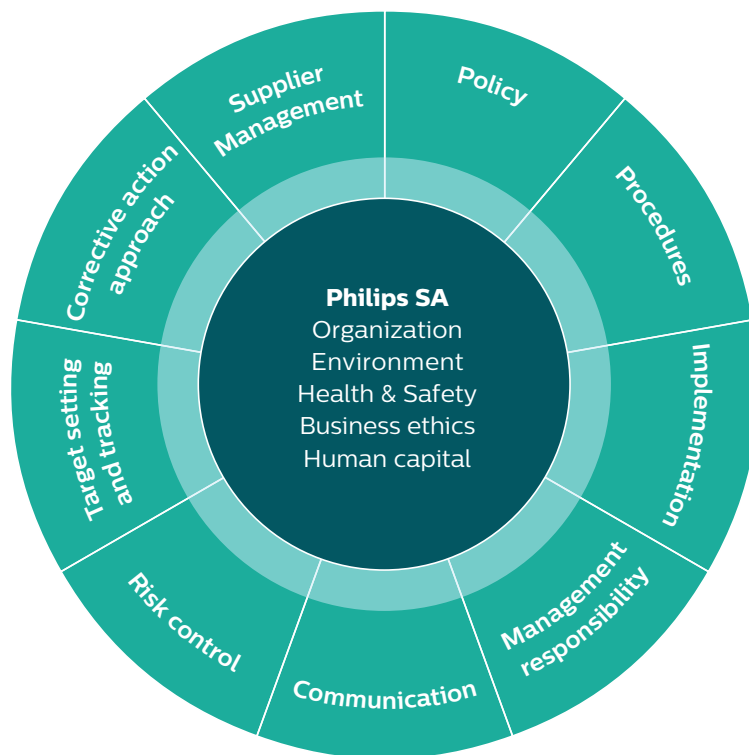 Policy
Procedures
Implementation
Management
responsibility
Communication
Risk control
Target setting
and tracking
Corrective action
approach
Supplier
Management
Philips SA
Organization
Environment
Health & Safety
Business ethics
Human capital